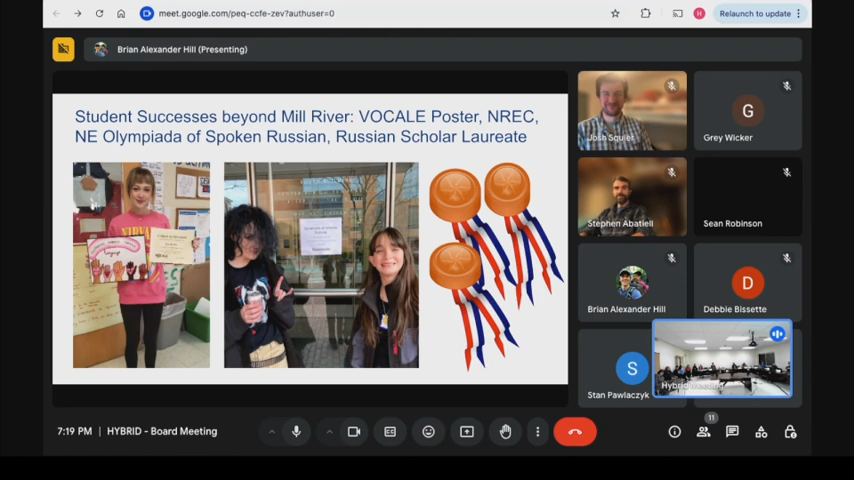 meet.google.com/peq-ccfe-zev?authuser=0
H
Relaunch to update
Brian Alexander Hill (Presenting)
Student Successes beyond Mill River: VOCALE Poster, NREC,
NE Olympiada of Spoken Russian, Russian Scholar Laureate
Josh Squier
G
Grey Wicker
Stephen Abatiell
Sean Robinson
Brian Alexander Hill
D
Debbie Bissette
S
Stan Pawlaczyk
Hybrid Meeting
7:19 PM | HYBRID - Board Meeting
11